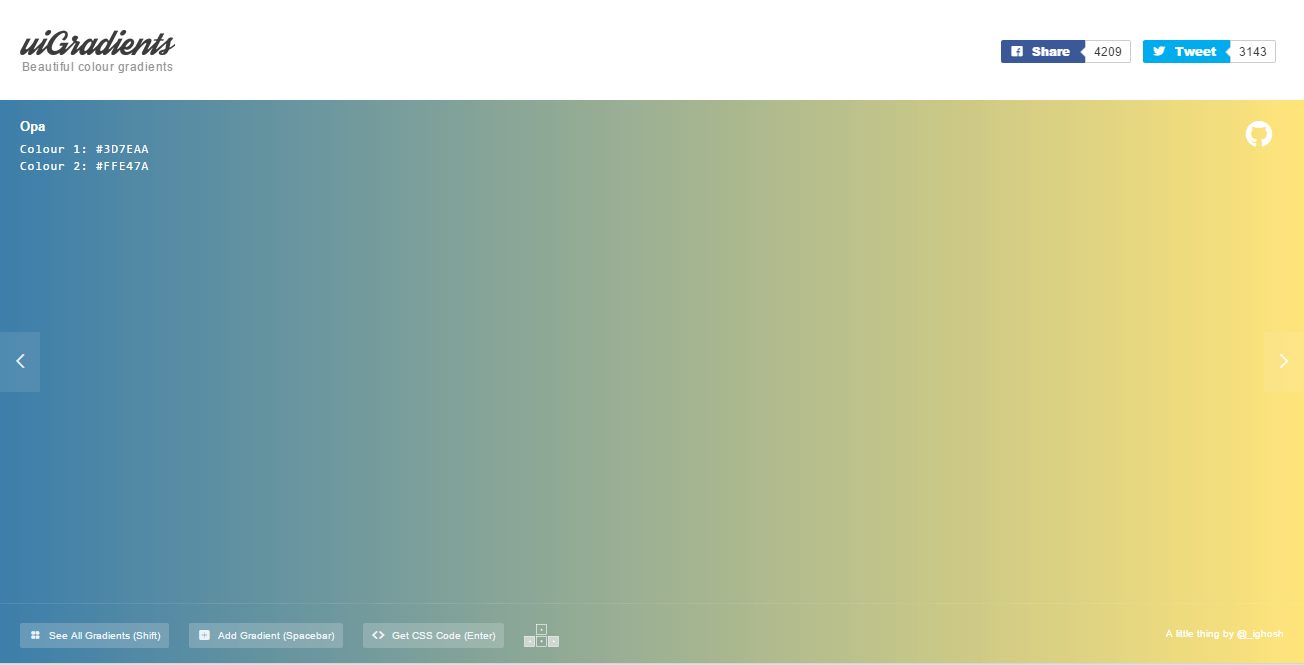 uiGradients
Beautiful colour gradients
Share 4209
Tweet 3143
Opa
Colour 1: #3D7EAA
Colour 2: #FFE47A
See All Gradients (Shift)
Add Gradient (Spacebar)
Get CSS Code (Enter)
A little thing by @_ighosh